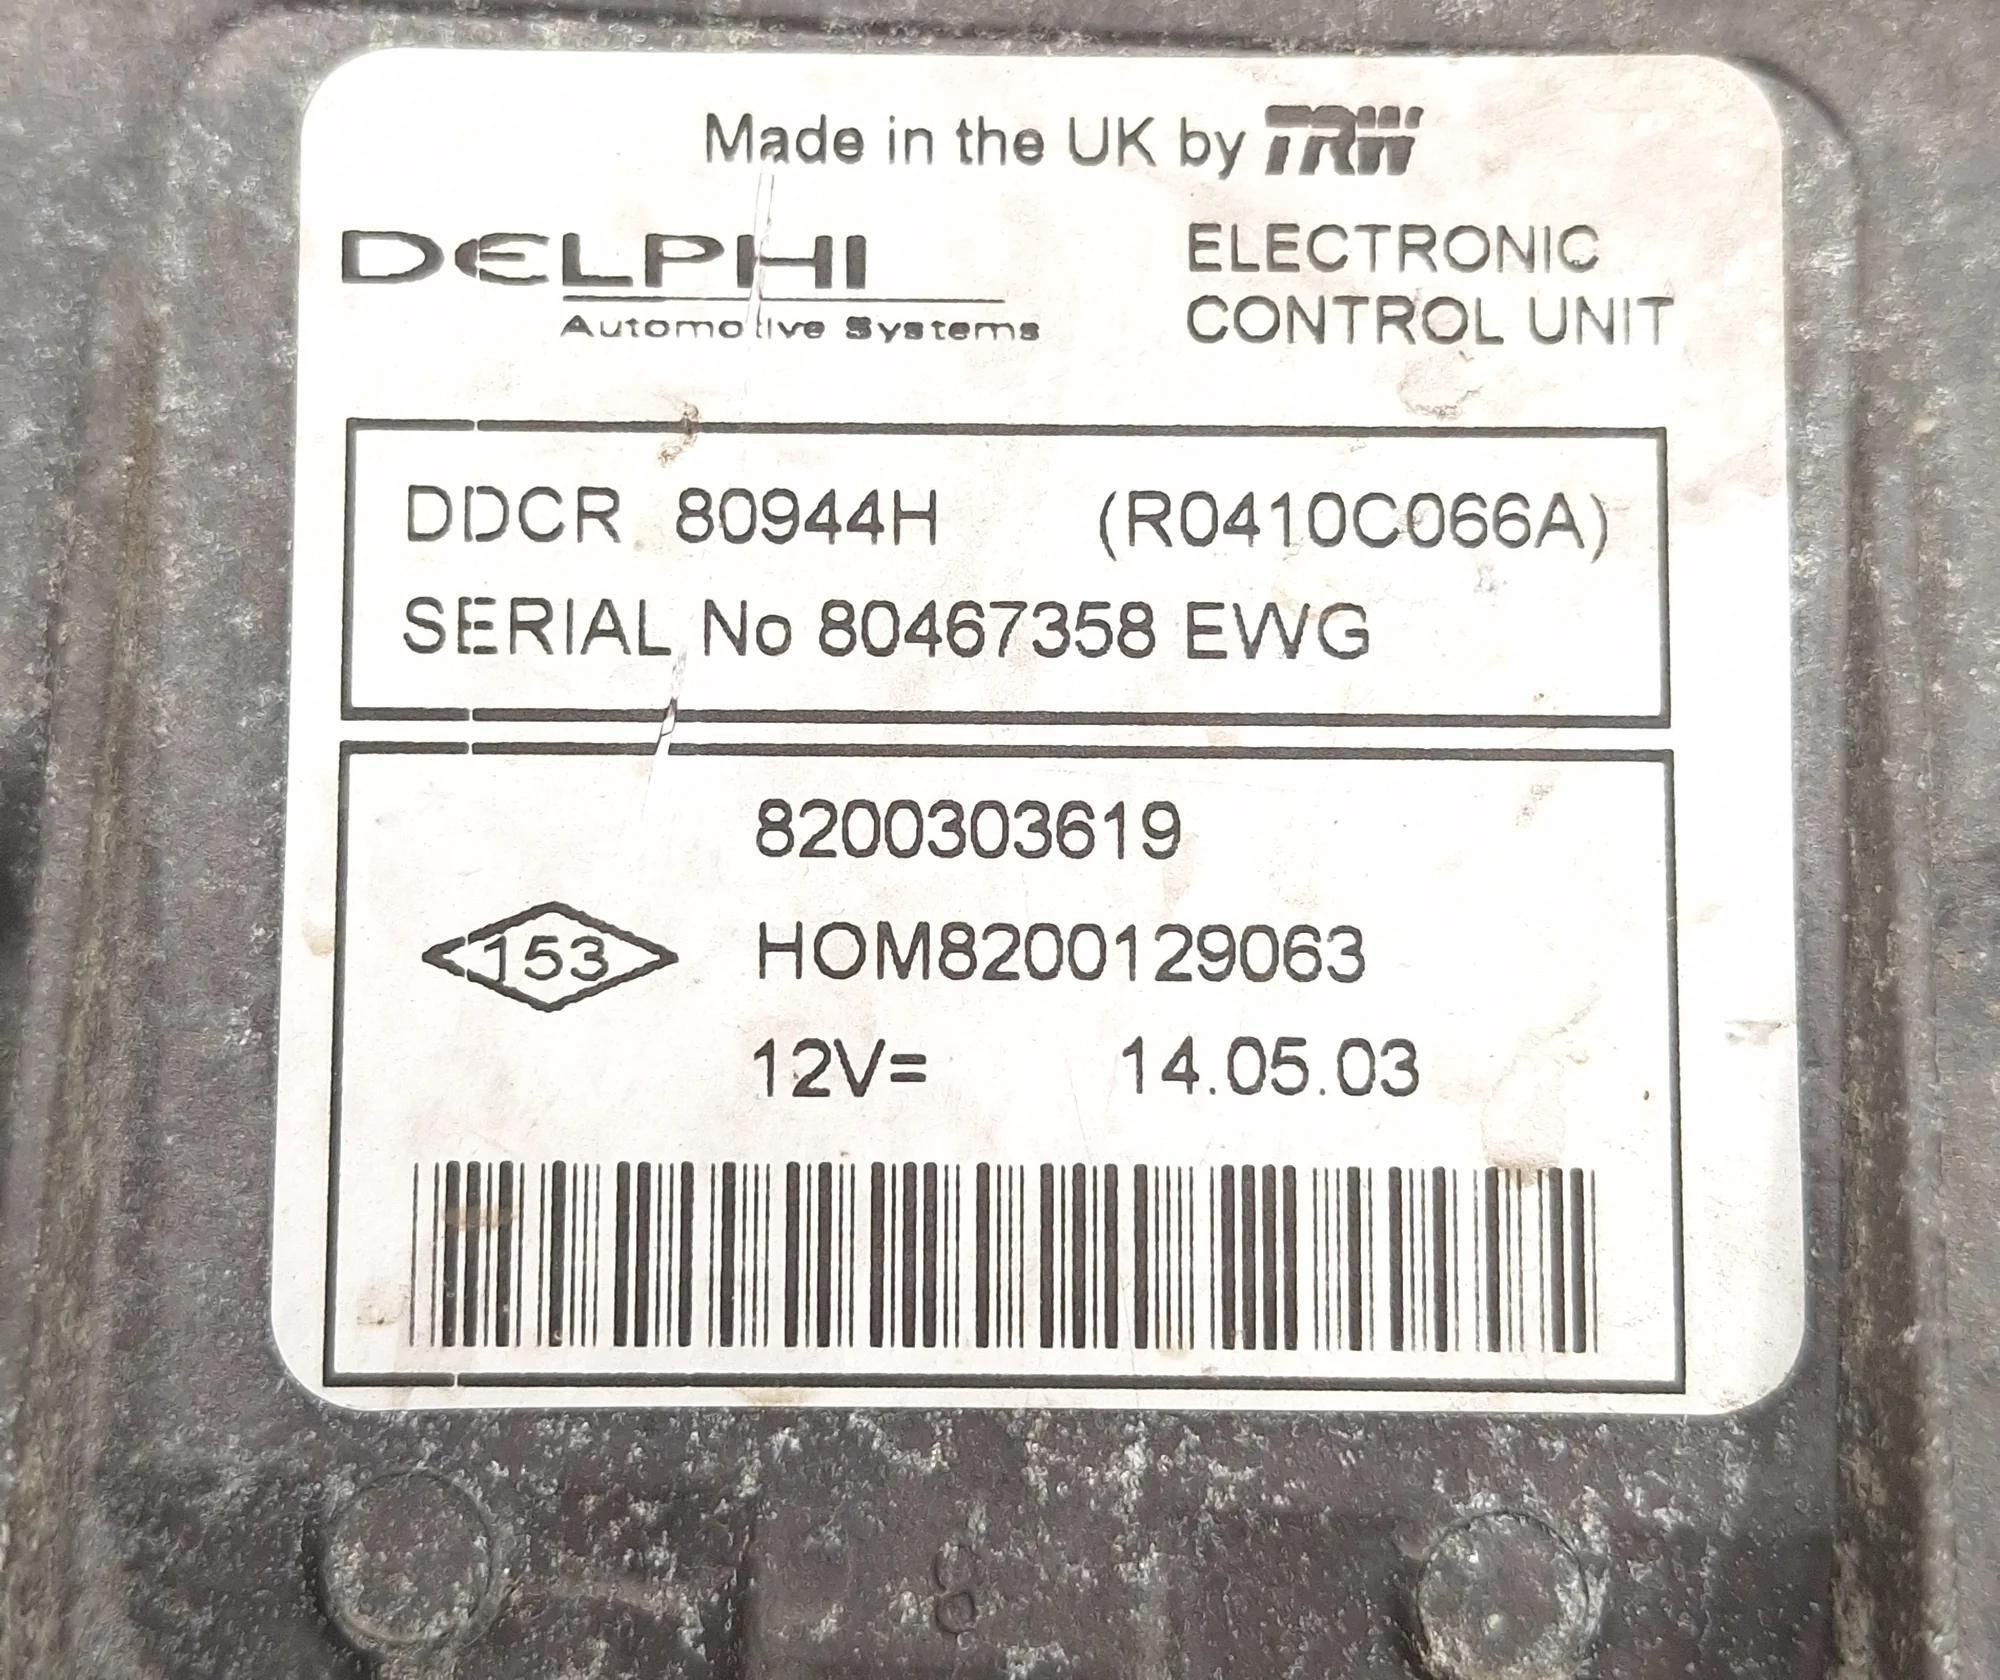 Made in the UK by TRW
DELPHI
Automotive Systems
ELECTRONIC
CONTROL UNIT
DDCR 80944H (R0410C066A)
SERIAL No 80467358 EWG
8200303619
153 HOM8200129063
12V= 14.05.03
8